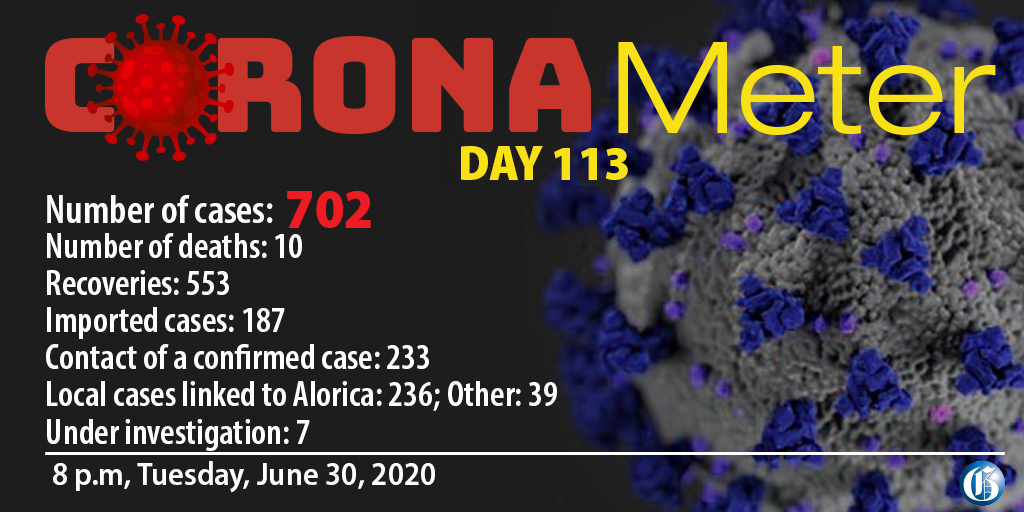 CORONA Meter
DAY 113
Number of cases: 702
Number of deaths: 10
Recoveries: 553
Imported cases: 187
Contact of a confirmed case: 233
Local cases linked to Alorica: 236; Other: 39
Under investigation: 7
8 p.m, Tuesday, June 30, 2020
G